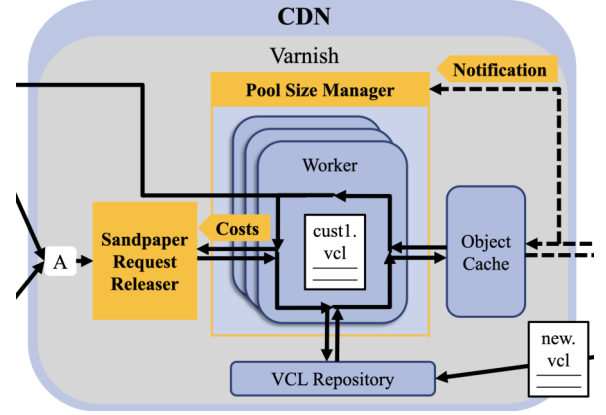 CDN
Varnish
Notification
Pool Size Manager
Worker
Costs
cust1.
vcl
Sandpaper
Request
Releaser
A
Object
Cache
new.
vcl
VCL Repository